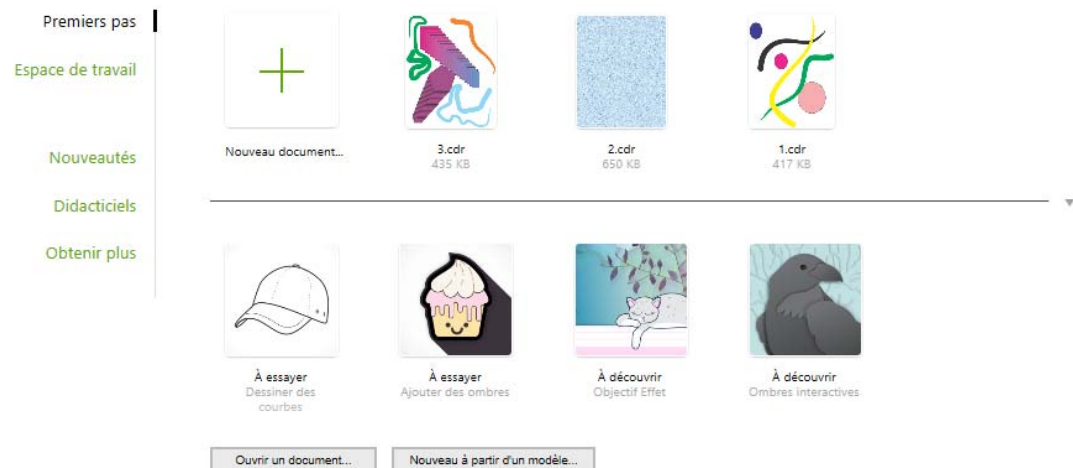 Premiers pas
Espace de travail
Nouveautés
Didacticiels
Obtenir plus
Nouveau document...
3.cdr
435 KB
2.cdr
650 KB
1.cdr
417 KB
À essayer
Dessiner des
courbes
À essayer
Ajouter des ombres
À découvrir
Objectif Effet
À découvrir
Ombres interactives
Ouvrir un document...
Nouveau à partir d'un modèle...